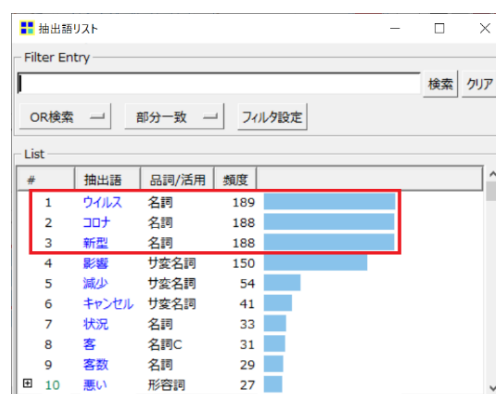 抽出語リスト
Filter Entry
検索 クリア
OR検索 部分一致 フィルタ設定
List
# 抽出語 品詞/活用 頻度
1 ウイルス 名詞 189
2 コロナ 名詞 188
3 新型 名詞 188
4 影響 サ変名詞 150
5 減少 サ変名詞 54
6 キャンセル サ変名詞 41
7 状況 名詞 33
8 客 名詞C 31
9 客数 名詞 29
10 悪い 形容詞 27